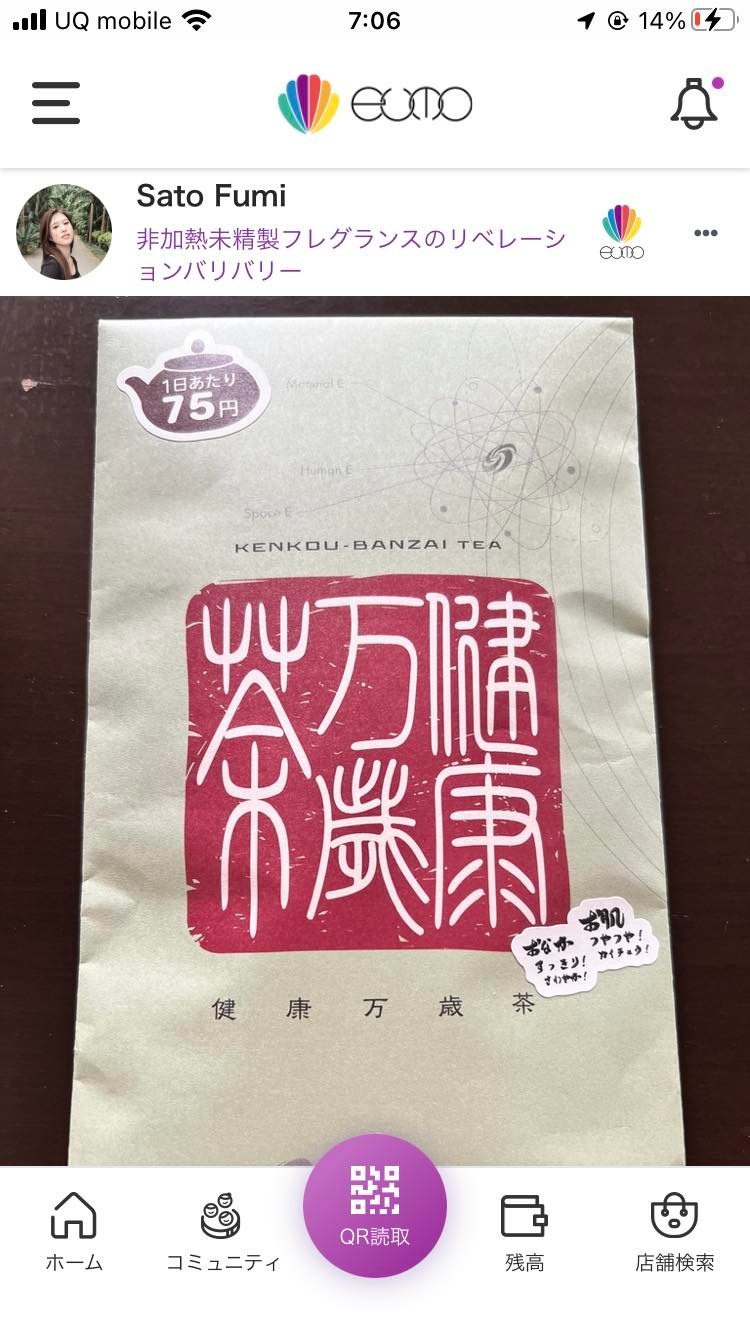 UQ mobile
7:06
14%
eumo
Sato Fumi
非加熱未精製フレグランスのリベレーシ
ョンバリバリー
eumo
1日あたり
75円
Material E
Human E
Space E
KENKOU-BANZAI TEA
健康
万歳
茶
お肌
つやつや!
カイチョウ!
おなか
すっきり!
さわやか!
健康万歳茶
QR読取
ホーム
コミュニティ
残高
店舗検索